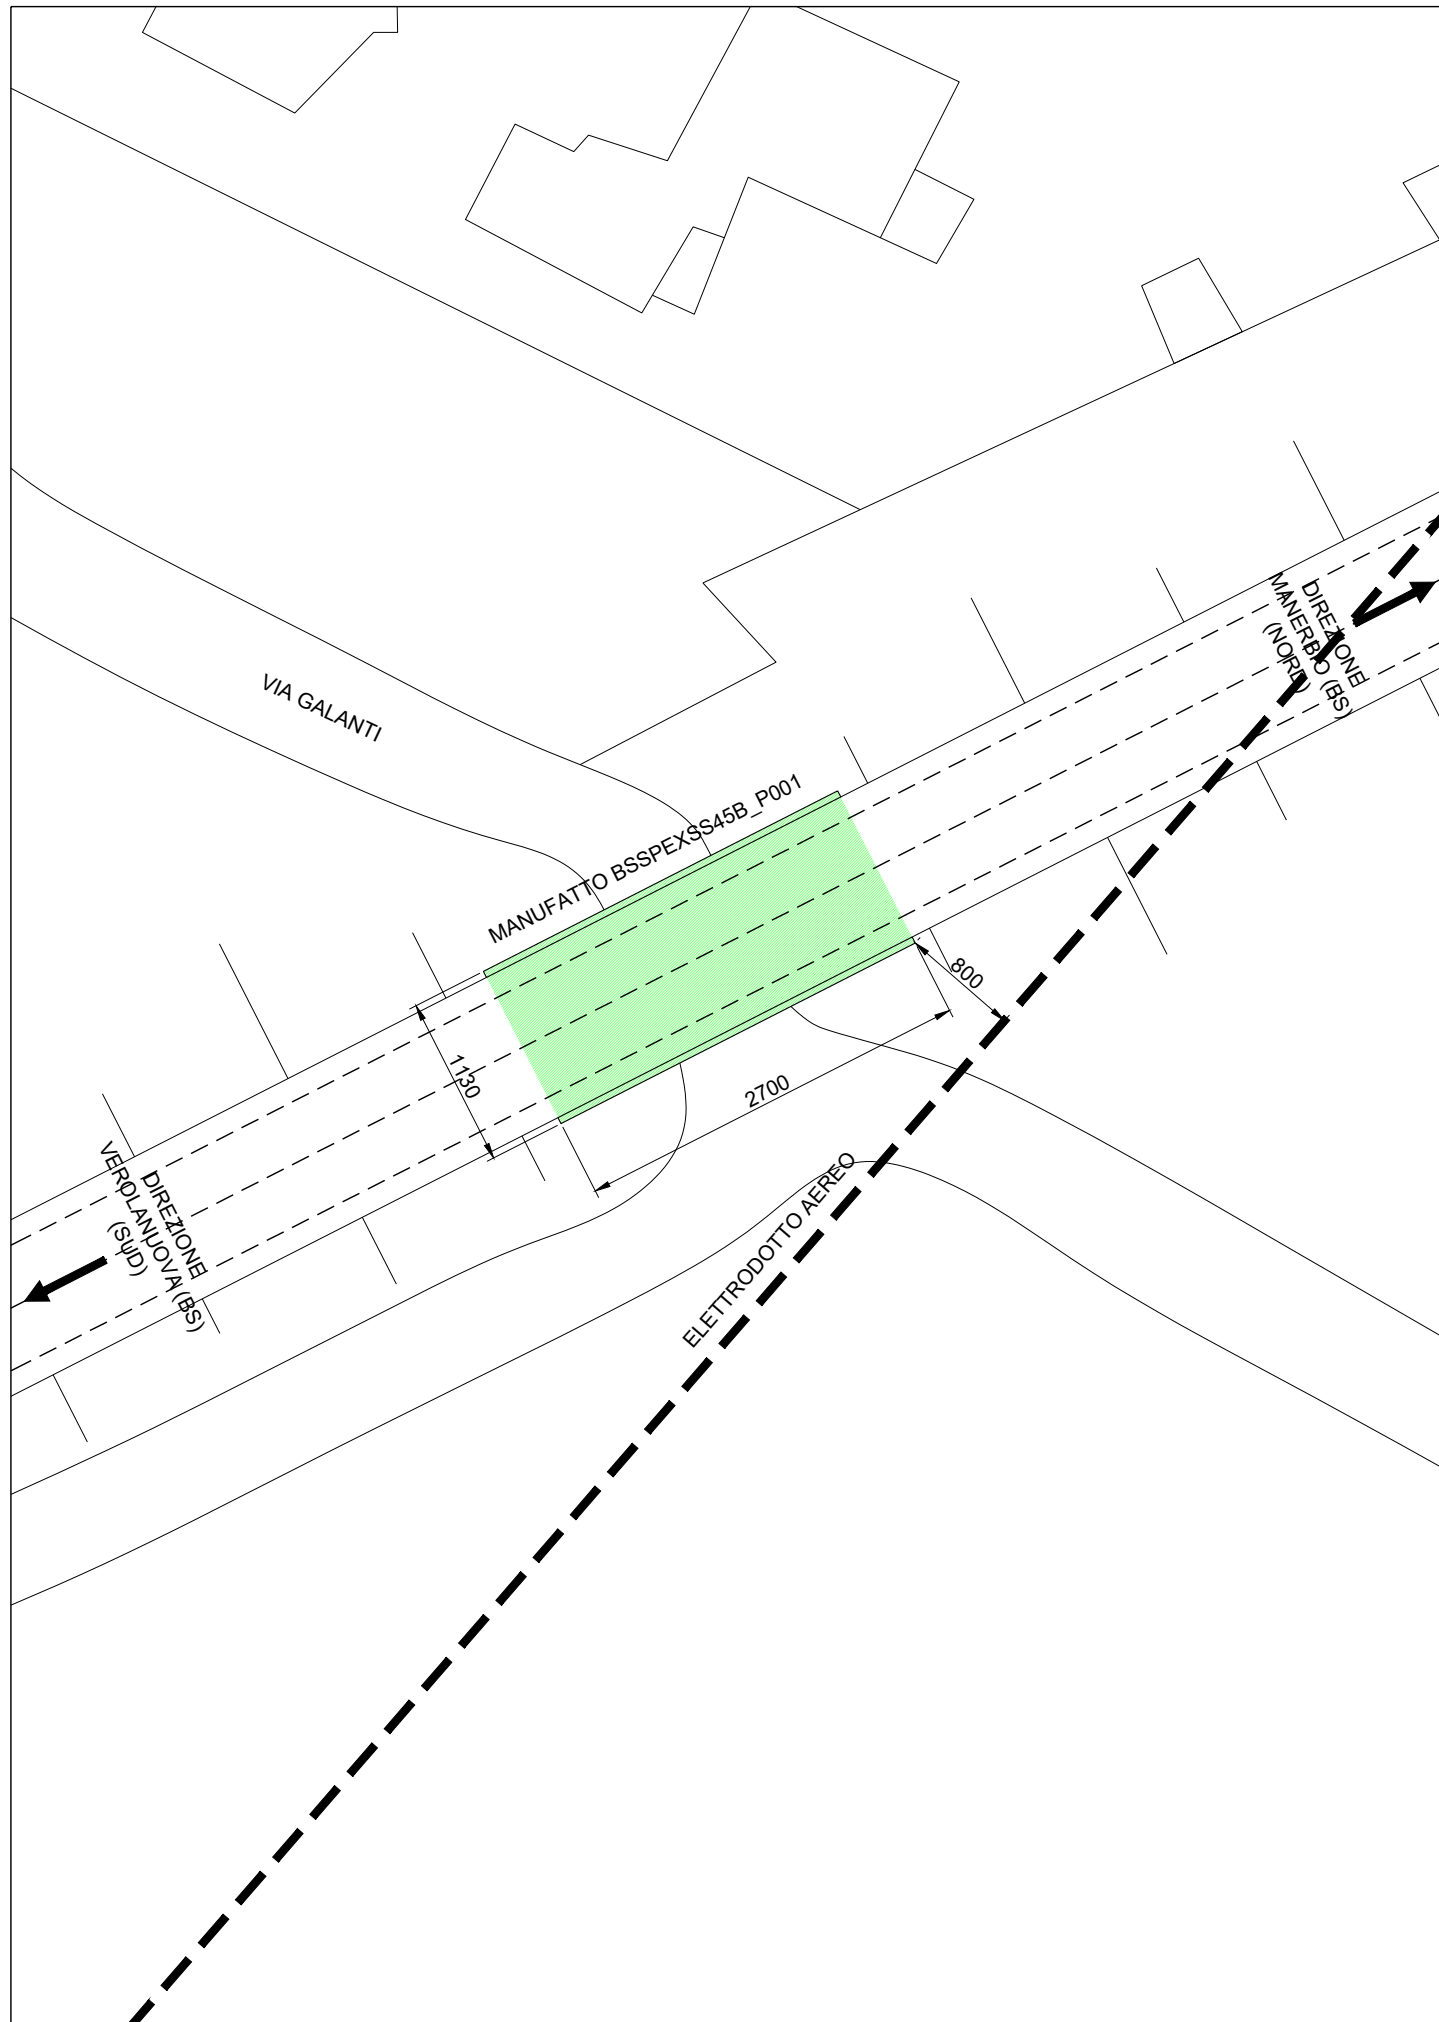 DIREZIONE
MANERBIO (BS)
(NORD)
VIA GALANTI
MANUFATTO BSSPEXSS45B_P001
800
1130
2700
DIREZIONE
VEROLANUOVA (BS)
(SUD)
ELETTRODOTTO AEREO